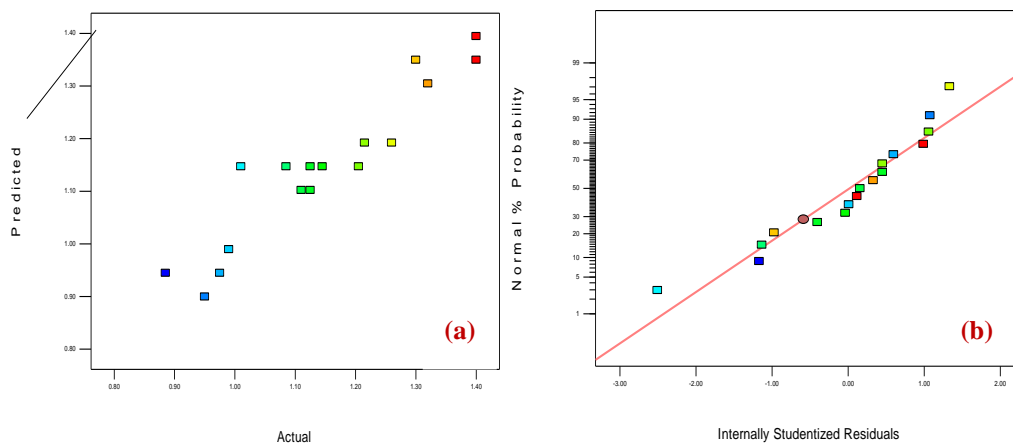 1.40
1.30
1.20
1.10
1.00
0.90
0.80
Predicted
0.80 0.90 1.00 1.10 1.20 1.30 1.40
Actual
(a)
99
95
90
80
70
50
30
20
10
5
1
Normal % Probability
-3.00 -1.00 0.00 1.00 2.00
Internally Studentized Residuals
(b)